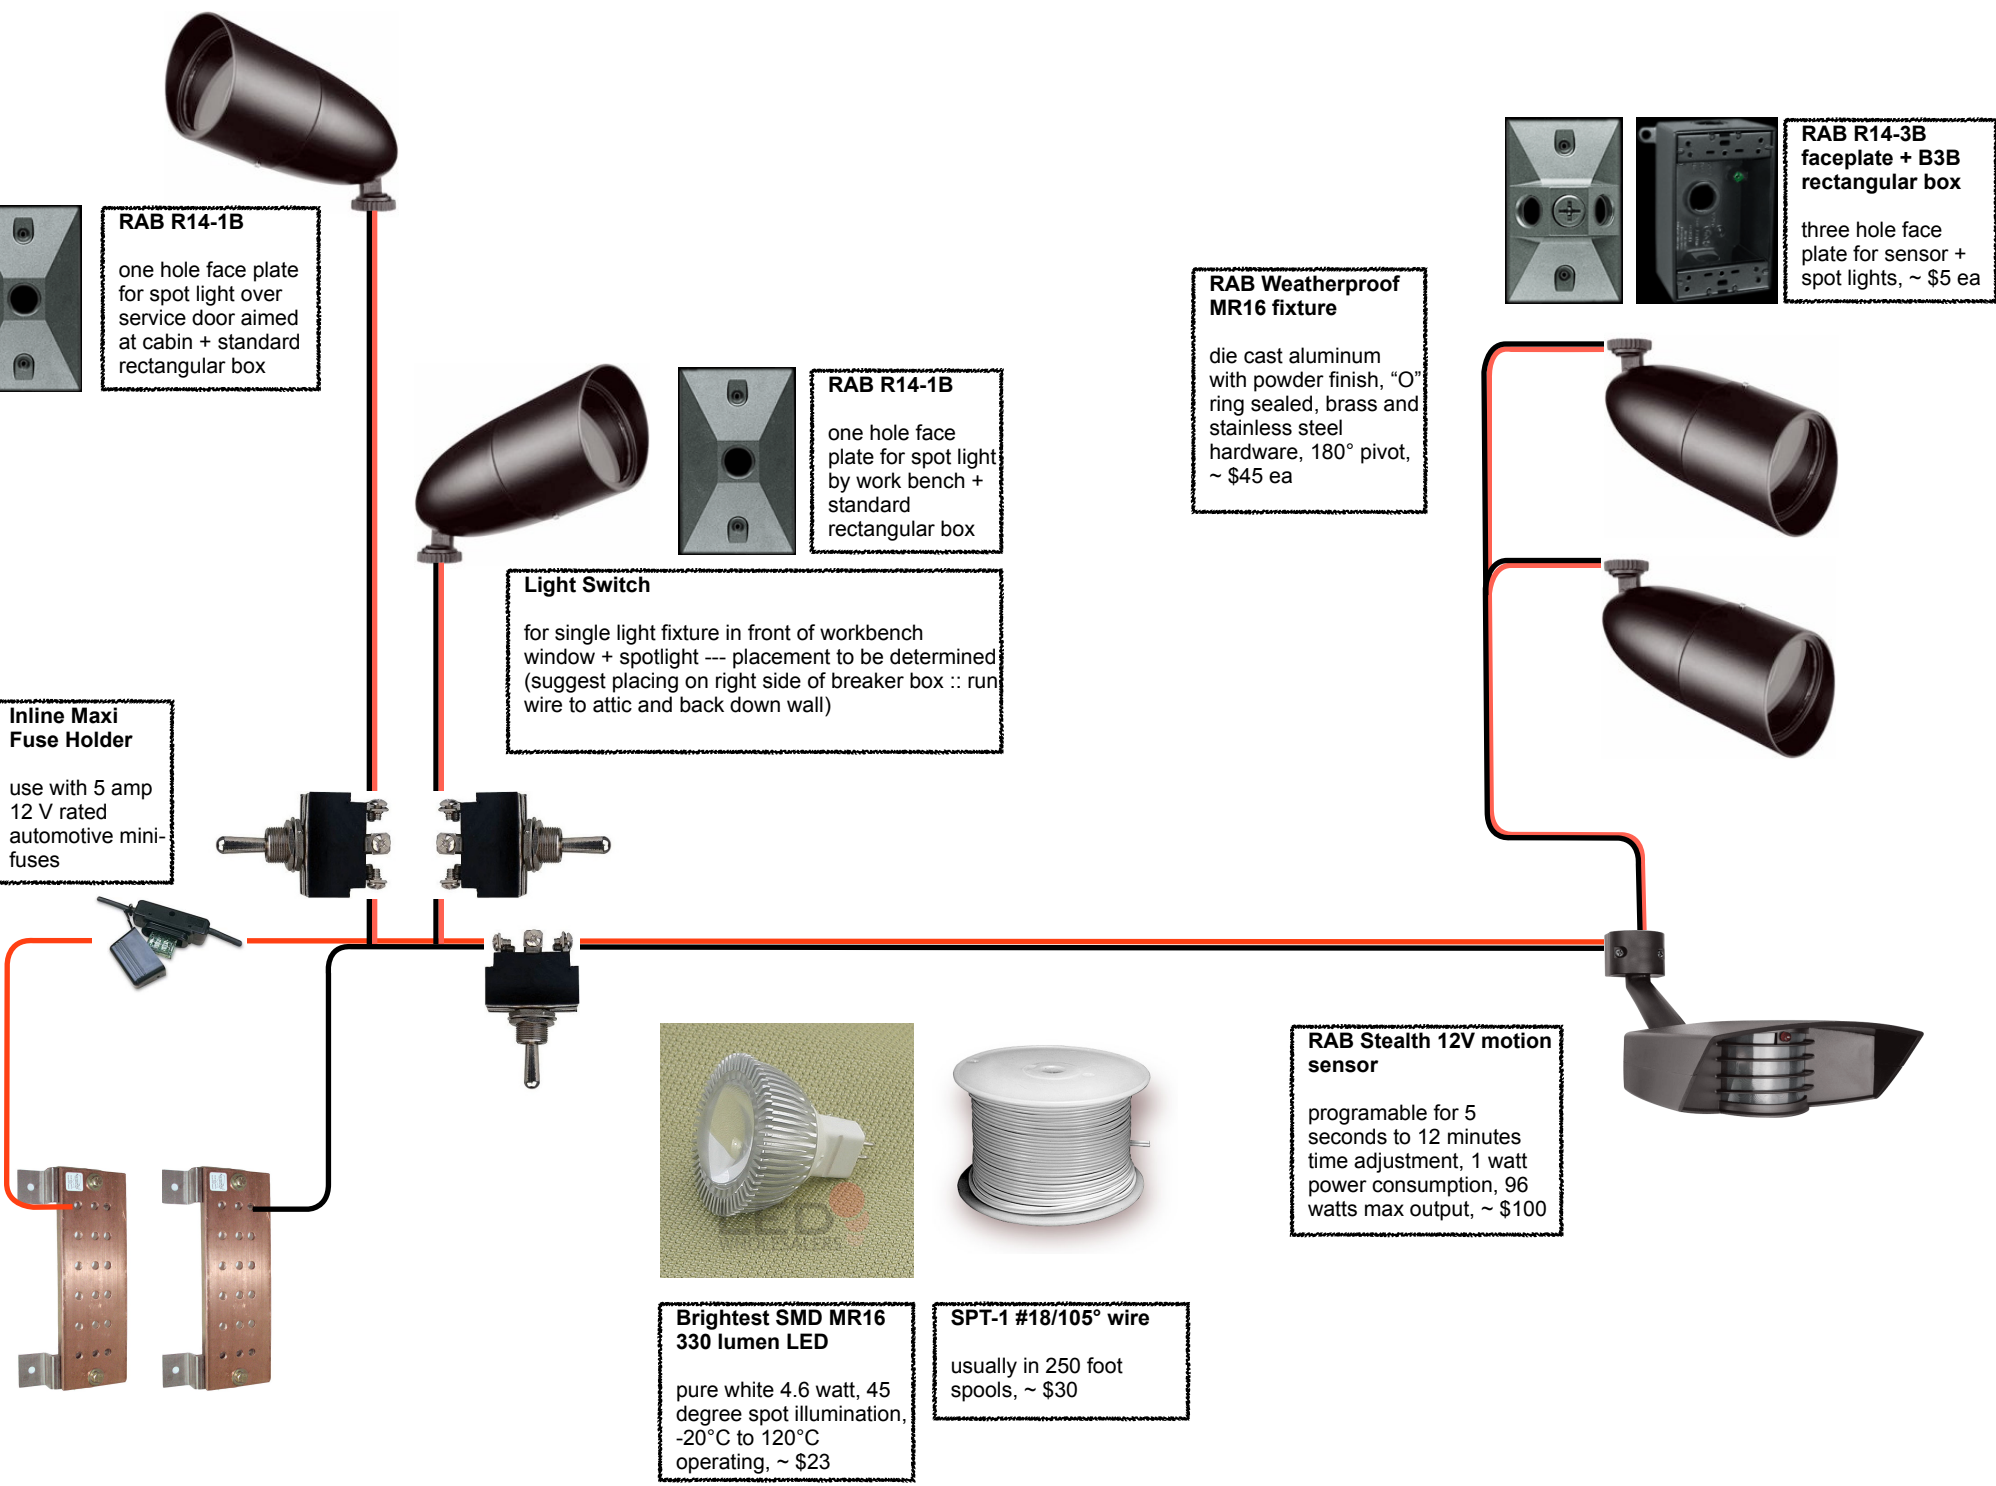 RAB R14-1B
one hole face plate
for spot light over
service door aimed
at cabin + standard
rectangular box
RAB R14-1B
one hole face
plate for spot light
by work bench +
standard
rectangular box
Light Switch
for single light fixture in front of workbench
window + spotlight --- placement to be determined
(suggest placing on right side of breaker box :: run
wire to attic and back down wall)
RAB Weatherproof
MR16 fixture
die cast aluminum
with powder finish, “O”
ring sealed, brass and
stainless steel
hardware, 180° pivot,
~ $45 ea
RAB R14-3B
faceplate + B3B
rectangular box
three hole face
plate for sensor +
spot lights, ~ $5 ea
Inline Maxi
Fuse Holder
use with 5 amp
12 V rated
automotive mini-
fuses
RAB Stealth 12V motion
sensor
programable for 5
seconds to 12 minutes
time adjustment, 1 watt
power consumption, 96
watts max output, ~ $100
LED
WHOLESALERS
Brightest SMD MR16
330 lumen LED
pure white 4.6 watt, 45
degree spot illumination,
-20°C to 120°C
operating, ~ $23
SPT-1 #18/105° wire
usually in 250 foot
spools, ~ $30